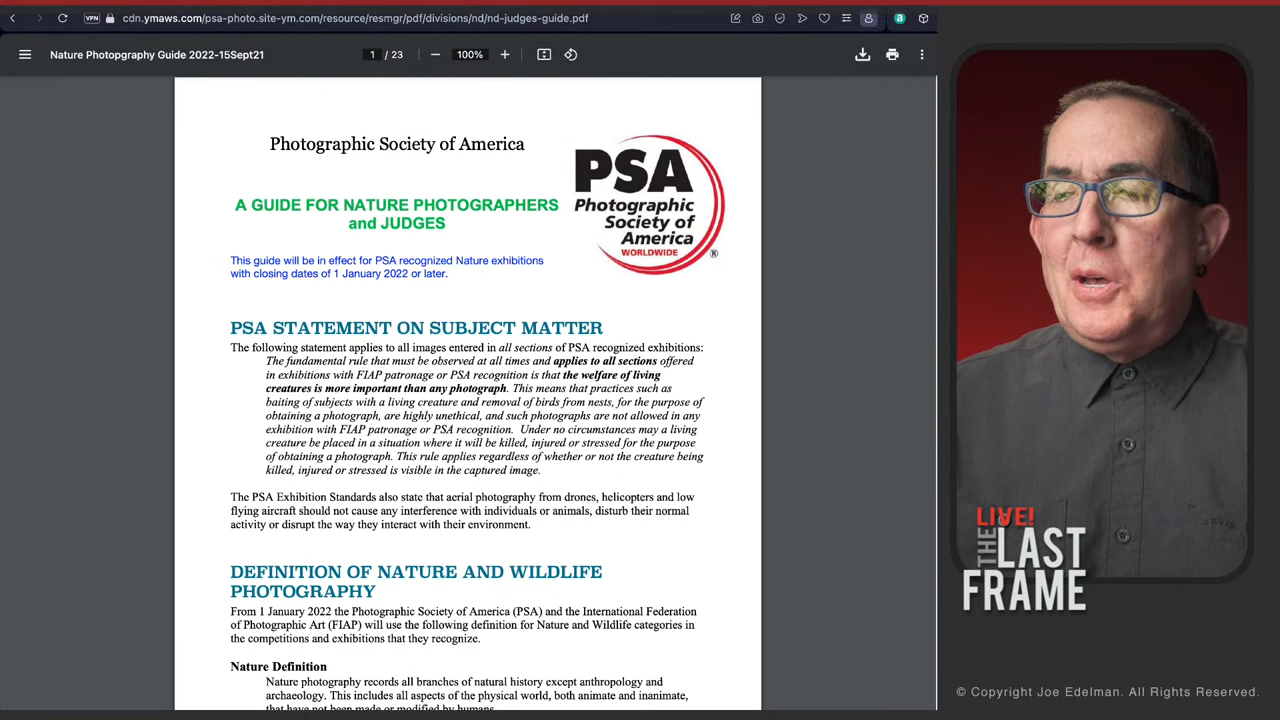 VPN
cdn.ymaws.com/psa-photo.site-ym.com/resource/resmgr/pdf/divisions/nd/nd-judges-guide.pdf
Nature Photopgraphy Guide 2022-15Sept21
1 / 23
100%
Photographic Society of America
A GUIDE FOR NATURE PHOTOGRAPHERS
and JUDGES
This guide will be in effect for PSA recognized Nature exhibitions
with closing dates of 1 January 2022 or later.
PSA
Photographic
Society of
America
WORLDWIDE
®
PSA STATEMENT ON SUBJECT MATTER
The following statement applies to all images entered in all sections of PSA recognized exhibitions:
The fundamental rule that must be observed at all times and applies to all sections offered
in exhibitions with FIAP patronage or PSA recognition is that the welfare of living
creatures is more important than any photograph. This means that practices such as
baiting of subjects with a living creature and removal of birds from nests, for the purpose of
obtaining a photograph, are highly unethical, and such photographs are not allowed in any
exhibition with FIAP patronage or PSA recognition. Under no circumstances may a living
creature be placed in a situation where it will be killed, injured or stressed for the purpose
of obtaining a photograph. This rule applies regardless of whether or not the creature being
killed, injured or stressed is visible in the captured image.
The PSA Exhibition Standards also state that aerial photography from drones, helicopters and low
flying aircraft should not cause any interference with individuals or animals, disturb their normal
activity or disrupt the way they interact with their environment.
DEFINITION OF NATURE AND WILDLIFE
PHOTOGRAPHY
From 1 January 2022 the Photographic Society of America (PSA) and the International Federation
of Photographic Art (FIAP) will use the following definition for Nature and Wildlife categories in
the competitions and exhibitions that they recognize.
Nature Definition
Nature photography records all branches of natural history except anthropology and
archaeology. This includes all aspects of the physical world, both animate and inanimate,
that have not been made or modified by humans.
LIVE!
THE LAST
FRAME
© Copyright Joe Edelman. All Rights Reserved.